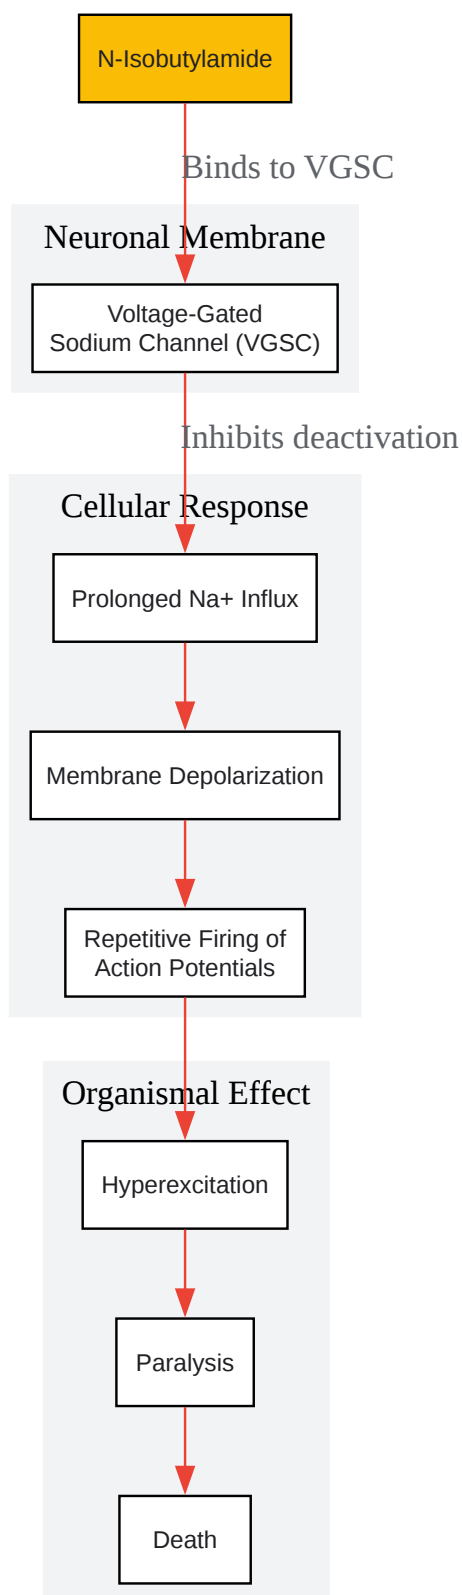 N-Isobutylamide
Binds to VGSC
Neuronal Membrane
Voltage-Gated
Sodium Channel (VGSC)
Inhibits deactivation
Cellular Response
Prolonged Na+ Influx
Membrane Depolarization
Repetitive Firing of
Action Potentials
Organismal Effect
Hyperexcitation
Paralysis
Death